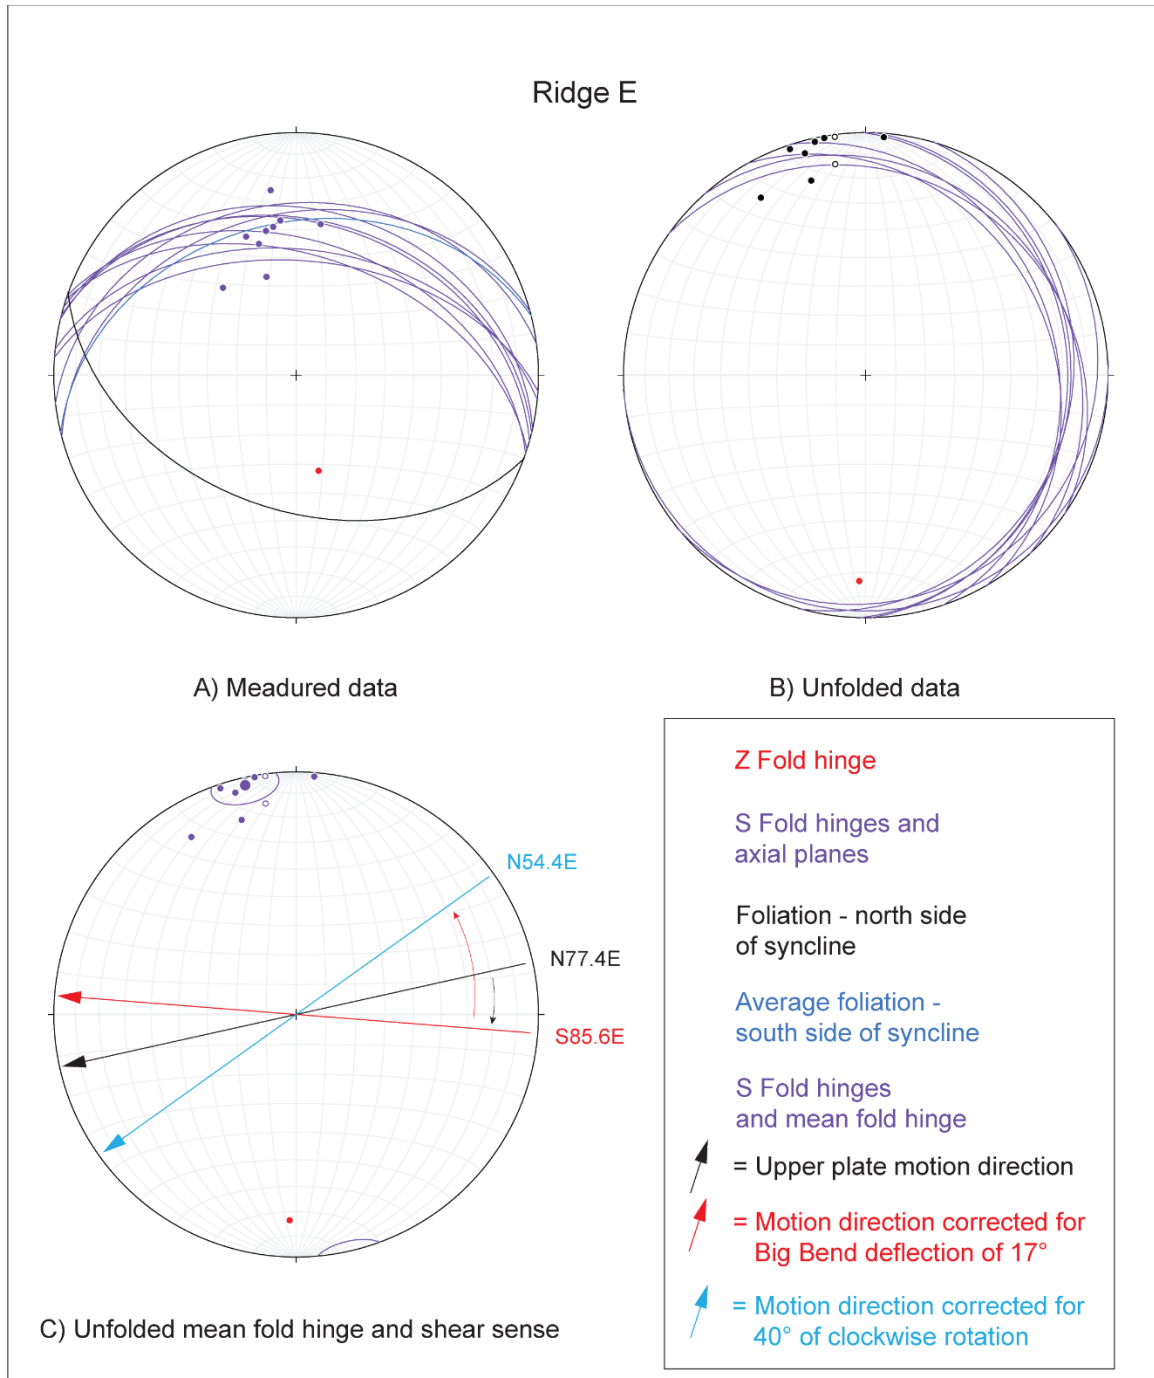 Ridge E
A) Meadured data
B) Unfolded data
N54.4E
N77.4E
S85.6E
C) Unfolded mean fold hinge and shear sense
Z Fold hinge
S Fold hinges and
axial planes
Foliation - north side
of syncline
Average foliation -
south side of syncline
S Fold hinges
and mean fold hinge
= Upper plate motion direction
= Motion direction corrected for
Big Bend deflection of 17°
= Motion direction corrected for
40° of clockwise rotation